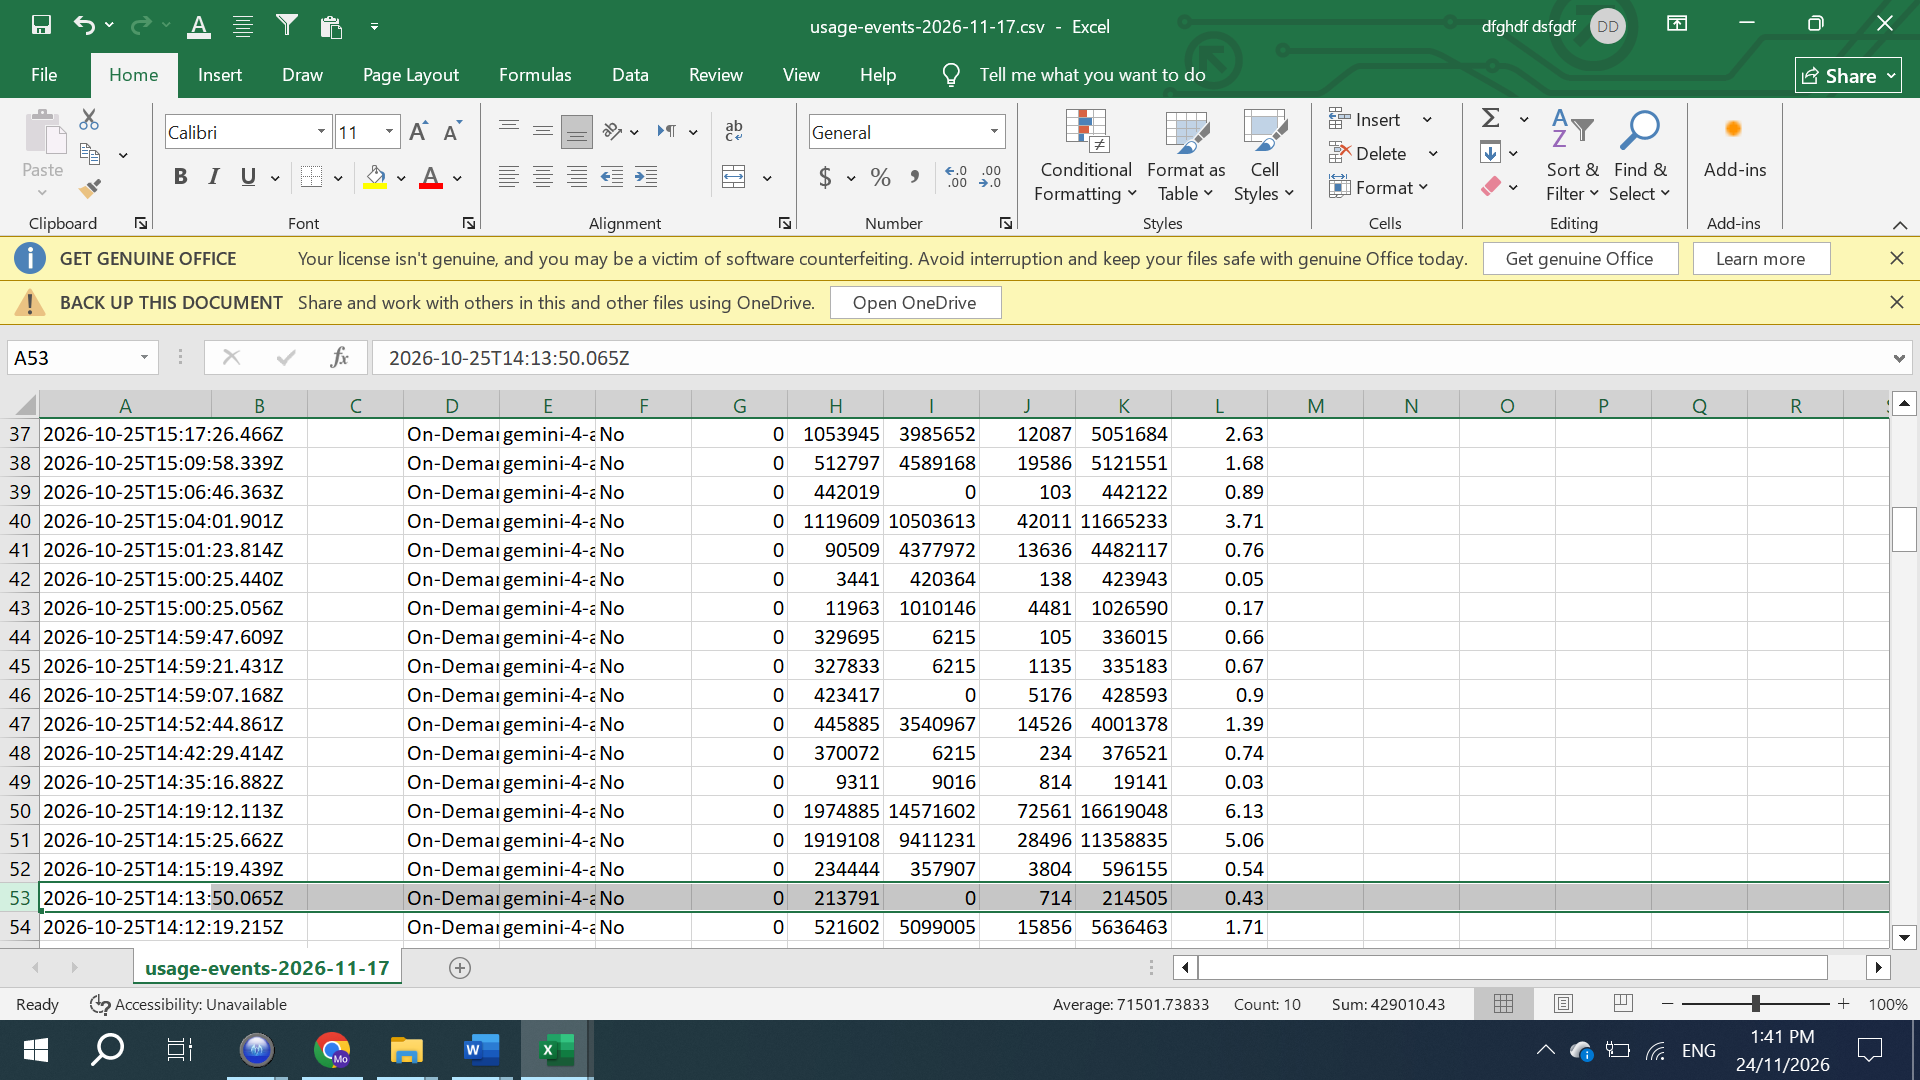 usage-events-2026-11-17.csv - Excel
dfghdf dsfgdf DD
File Home Insert Draw Page Layout Formulas Data Review View Help Tell me what you want to do Share
Paste
Clipboard
Calibri 11
B I U A
Font
ab
Alignment
General
$ %
Number
Conditional Formatting
Format as Table
Cell Styles
Styles
Insert
Delete
Format
Cells
Sort & Filter
Find & Select
Editing
Add-ins
Add-ins
GET GENUINE OFFICE Your license isn't genuine, and you may be a victim of software counterfeiting. Avoid interruption and keep your files safe with genuine Office today. Get genuine Office Learn more
BACK UP THIS DOCUMENT Share and work with others in this and other files using OneDrive. Open OneDrive
A53 fx 2026-10-25T14:13:50.065Z
A B C D E F G H I J K L M N O P Q R
37 2026-10-25T15:17:26.466Z On-Demar gemini-4-a No 0 1053945 3985652 12087 5051684 2.63
38 2026-10-25T15:09:58.339Z On-Demar gemini-4-a No 0 512797 4589168 19586 5121551 1.68
39 2026-10-25T15:06:46.363Z On-Demar gemini-4-a No 0 442019 0 103 442122 0.89
40 2026-10-25T15:04:01.901Z On-Demar gemini-4-a No 0 1119609 10503613 42011 11665233 3.71
41 2026-10-25T15:01:23.814Z On-Demar gemini-4-a No 0 90509 4377972 13636 4482117 0.76
42 2026-10-25T15:00:25.440Z On-Demar gemini-4-a No 0 3441 420364 138 423943 0.05
43 2026-10-25T15:00:25.056Z On-Demar gemini-4-a No 0 11963 1010146 4481 1026590 0.17
44 2026-10-25T14:59:47.609Z On-Demar gemini-4-a No 0 329695 6215 105 336015 0.66
45 2026-10-25T14:59:21.431Z On-Demar gemini-4-a No 0 327833 6215 1135 335183 0.67
46 2026-10-25T14:59:07.168Z On-Demar gemini-4-a No 0 423417 0 5176 428593 0.9
47 2026-10-25T14:52:44.861Z On-Demar gemini-4-a No 0 445885 3540967 14526 4001378 1.39
48 2026-10-25T14:42:29.414Z On-Demar gemini-4-a No 0 370072 6215 234 376521 0.74
49 2026-10-25T14:35:16.882Z On-Demar gemini-4-a No 0 9311 9016 814 19141 0.03
50 2026-10-25T14:19:12.113Z On-Demar gemini-4-a No 0 1974885 14571602 72561 16619048 6.13
51 2026-10-25T14:15:25.662Z On-Demar gemini-4-a No 0 1919108 9411231 28496 11358835 5.06
52 2026-10-25T14:15:19.439Z On-Demar gemini-4-a No 0 234444 357907 3804 596155 0.54
53 2026-10-25T14:13:50.065Z On-Demar gemini-4-a No 0 213791 0 714 214505 0.43
54 2026-10-25T14:12:19.215Z On-Demar gemini-4-a No 0 521602 5099005 15856 5636463 1.71
usage-events-2026-11-17
Ready Accessibility: Unavailable Average: 71501.73833 Count: 10 Sum: 429010.43 100%
ENG 1:41 PM
24/11/2026